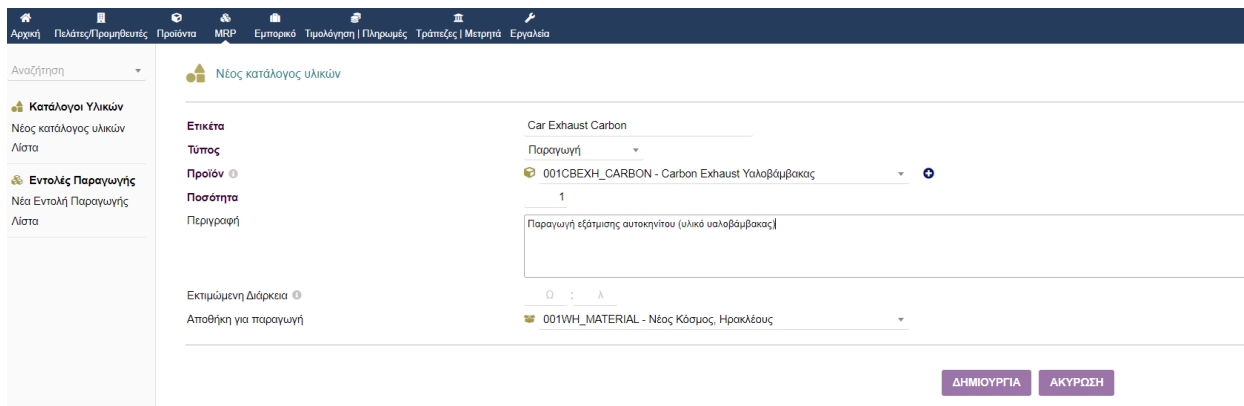 Αρχική Πελάτες/Προμηθευτές Προϊόντα MRP Εμπορικό Τιμολόγηση | Πληρωμές Τράπεζες | Μετρητά Εργαλεία
Αναζήτηση
Κατάλογοι Υλικών
Νέος κατάλογος υλικών
Λίστα
Εντολές Παραγωγής
Νέα Εντολή Παραγωγής
Λίστα
Νέος κατάλογος υλικών
Ετικέτα Car Exhaust Carbon
Τύπος Παραγωγή
Προϊόν 001CBEXH_CARBON - Carbon Exhaust Υαλοβάμβακας
Ποσότητα 1
Περιγραφή Παραγωγή εξάτμισης αυτοκηνίτου (υλικό υαλοβάμβακας)
Εκτιμώμενη Διάρκεια Ω : λ
Αποθήκη για παραγωγή 001WH_MATERIAL - Νέος Κόσμος, Ηρακλέους
ΔΗΜΙΟΥΡΓΙΑ ΑΚΥΡΩΣΗ